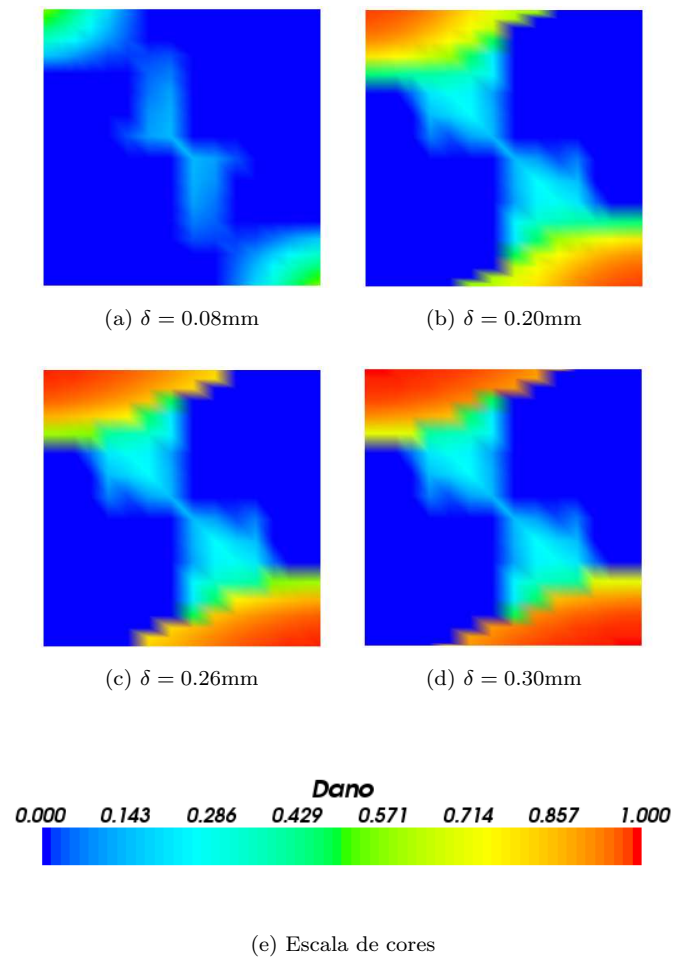 (a) δ = 0.08mm (b) δ = 0.20mm
(c) δ = 0.26mm (d) δ = 0.30mm
Dano
0.000 0.143 0.286 0.429 0.571 0.714 0.857 1.000
(e) Escala de cores